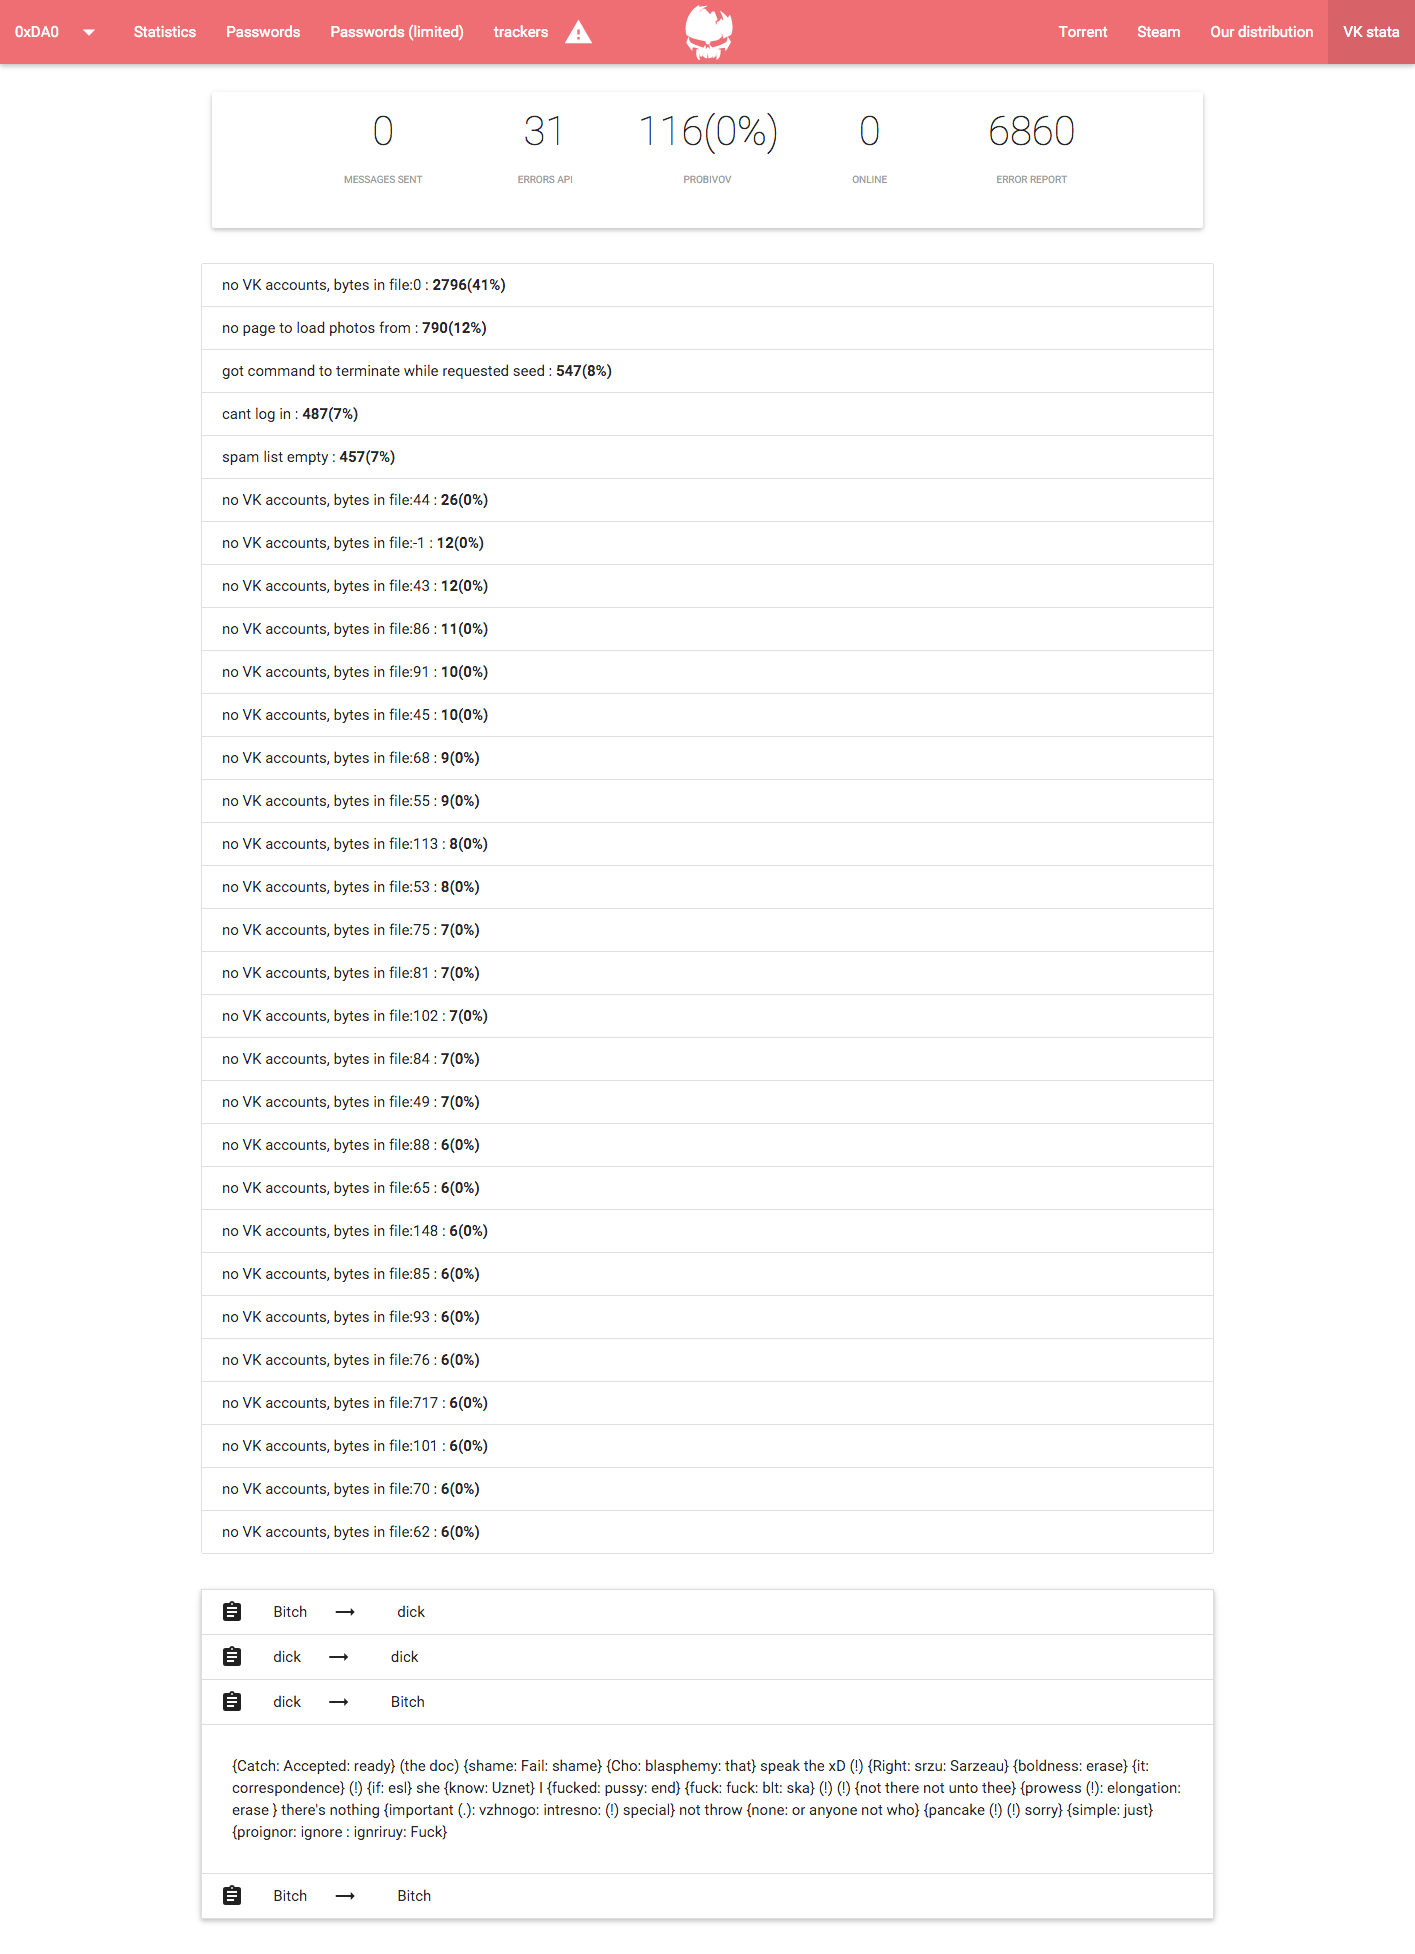 0xDA0 Statistics Passwords Passwords (limited) trackers Torrent Steam Our distribution VK stata
0 31 116(0%) 0 6860
MESSAGES SENT ERRORS API PROBIVOV ONLINE ERROR REPORT
no VK accounts, bytes in file:0 : 2796(41%)
no page to load photos from : 790(12%)
got command to terminate while requested seed : 547(8%)
cant log in : 487(7%)
spam list empty : 457(7%)
no VK accounts, bytes in file:44 : 26(0%)
no VK accounts, bytes in file:-1 : 12(0%)
no VK accounts, bytes in file:43 : 12(0%)
no VK accounts, bytes in file:86 : 11(0%)
no VK accounts, bytes in file:91 : 10(0%)
no VK accounts, bytes in file:45 : 10(0%)
no VK accounts, bytes in file:68 : 9(0%)
no VK accounts, bytes in file:55 : 9(0%)
no VK accounts, bytes in file:113 : 8(0%)
no VK accounts, bytes in file:53 : 8(0%)
no VK accounts, bytes in file:75 : 7(0%)
no VK accounts, bytes in file:81 : 7(0%)
no VK accounts, bytes in file:102 : 7(0%)
no VK accounts, bytes in file:84 : 7(0%)
no VK accounts, bytes in file:49 : 7(0%)
no VK accounts, bytes in file:88 : 6(0%)
no VK accounts, bytes in file:65 : 6(0%)
no VK accounts, bytes in file:148 : 6(0%)
no VK accounts, bytes in file:85 : 6(0%)
no VK accounts, bytes in file:93 : 6(0%)
no VK accounts, bytes in file:76 : 6(0%)
no VK accounts, bytes in file:717 : 6(0%)
no VK accounts, bytes in file:101 : 6(0%)
no VK accounts, bytes in file:70 : 6(0%)
no VK accounts, bytes in file:62 : 6(0%)
Bitch → dick
dick → dick
dick → Bitch
{Catch: Accepted: ready} (the doc) {shame: Fail: shame} {Cho: blasphemy: that} speak the xD (!) {Right: srzu: Sarzeau} {boldness: erase} {it:
correspondence} (!) {if: esl} she {know: Uznet} I {fucked: pussy: end} {fuck: fuck: blt: ska} (!) (!) {not there not unto thee} {prowess (!): elongation:
erase } there's nothing {important (.): vzhnogo: intresno: (!) special} not throw {none: or anyone not who} {pancake (!) (!) sorry} {simple: just}
{proignor: ignore : ignriruy: Fuck}
Bitch → Bitch